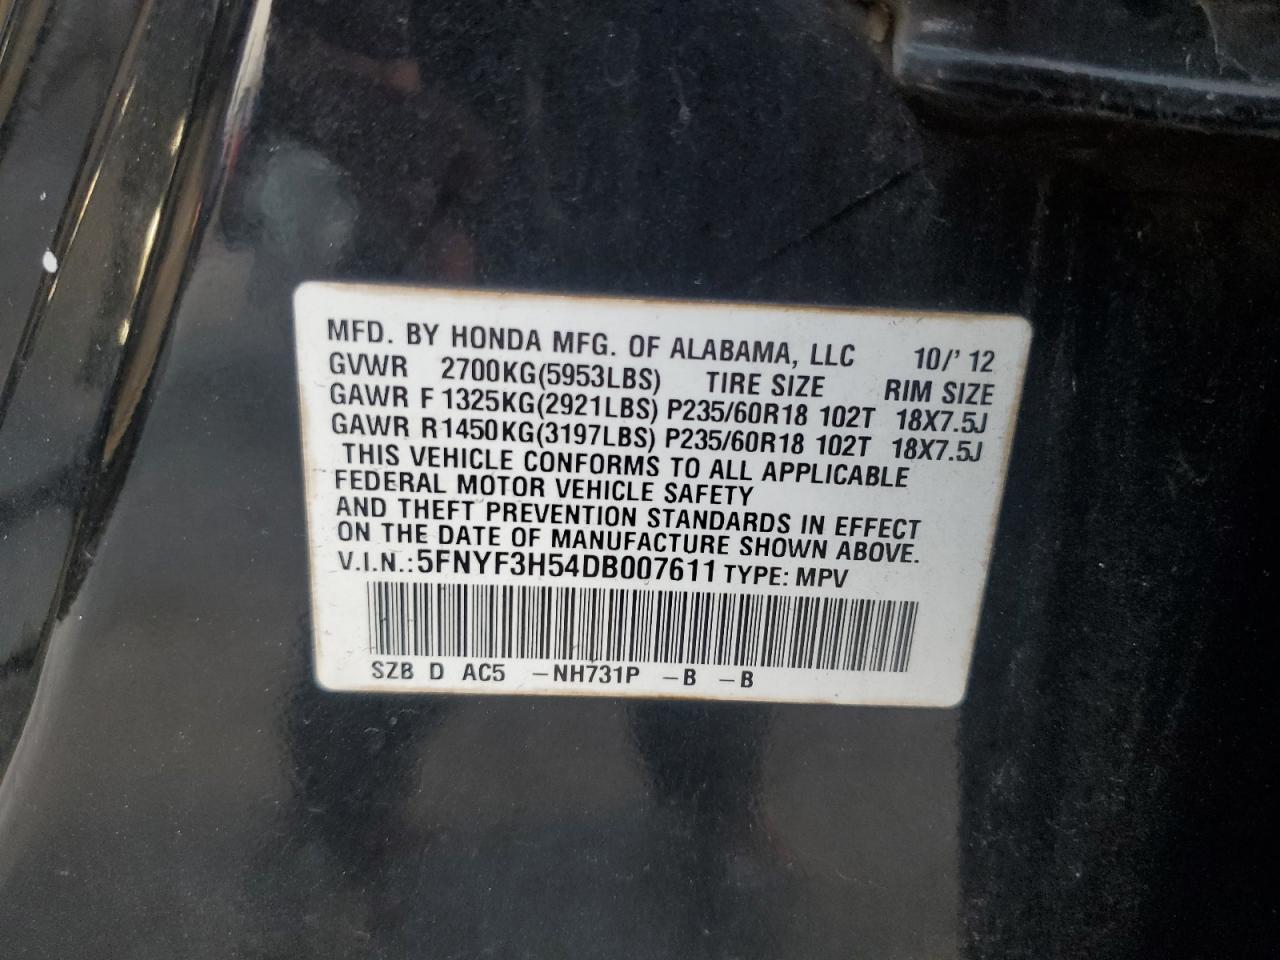 MFD. BY HONDA MFG. OF ALABAMA, LLC 10/' 12
GVWR 2700KG(5953LBS) TIRE SIZE RIM SIZE
GAWR F 1325KG(2921LBS) P235/60R18 102T 18X7.5J
GAWR R1450KG(3197LBS) P235/60R18 102T 18X7.5J
THIS VEHICLE CONFORMS TO ALL APPLICABLE
FEDERAL MOTOR VEHICLE SAFETY
AND THEFT PREVENTION STANDARDS IN EFFECT
ON THE DATE OF MANUFACTURE SHOWN ABOVE.
V.I.N.:5FNYF3H54DB007611 TYPE: MPV
SZB D AC5 -NH731P -B -B